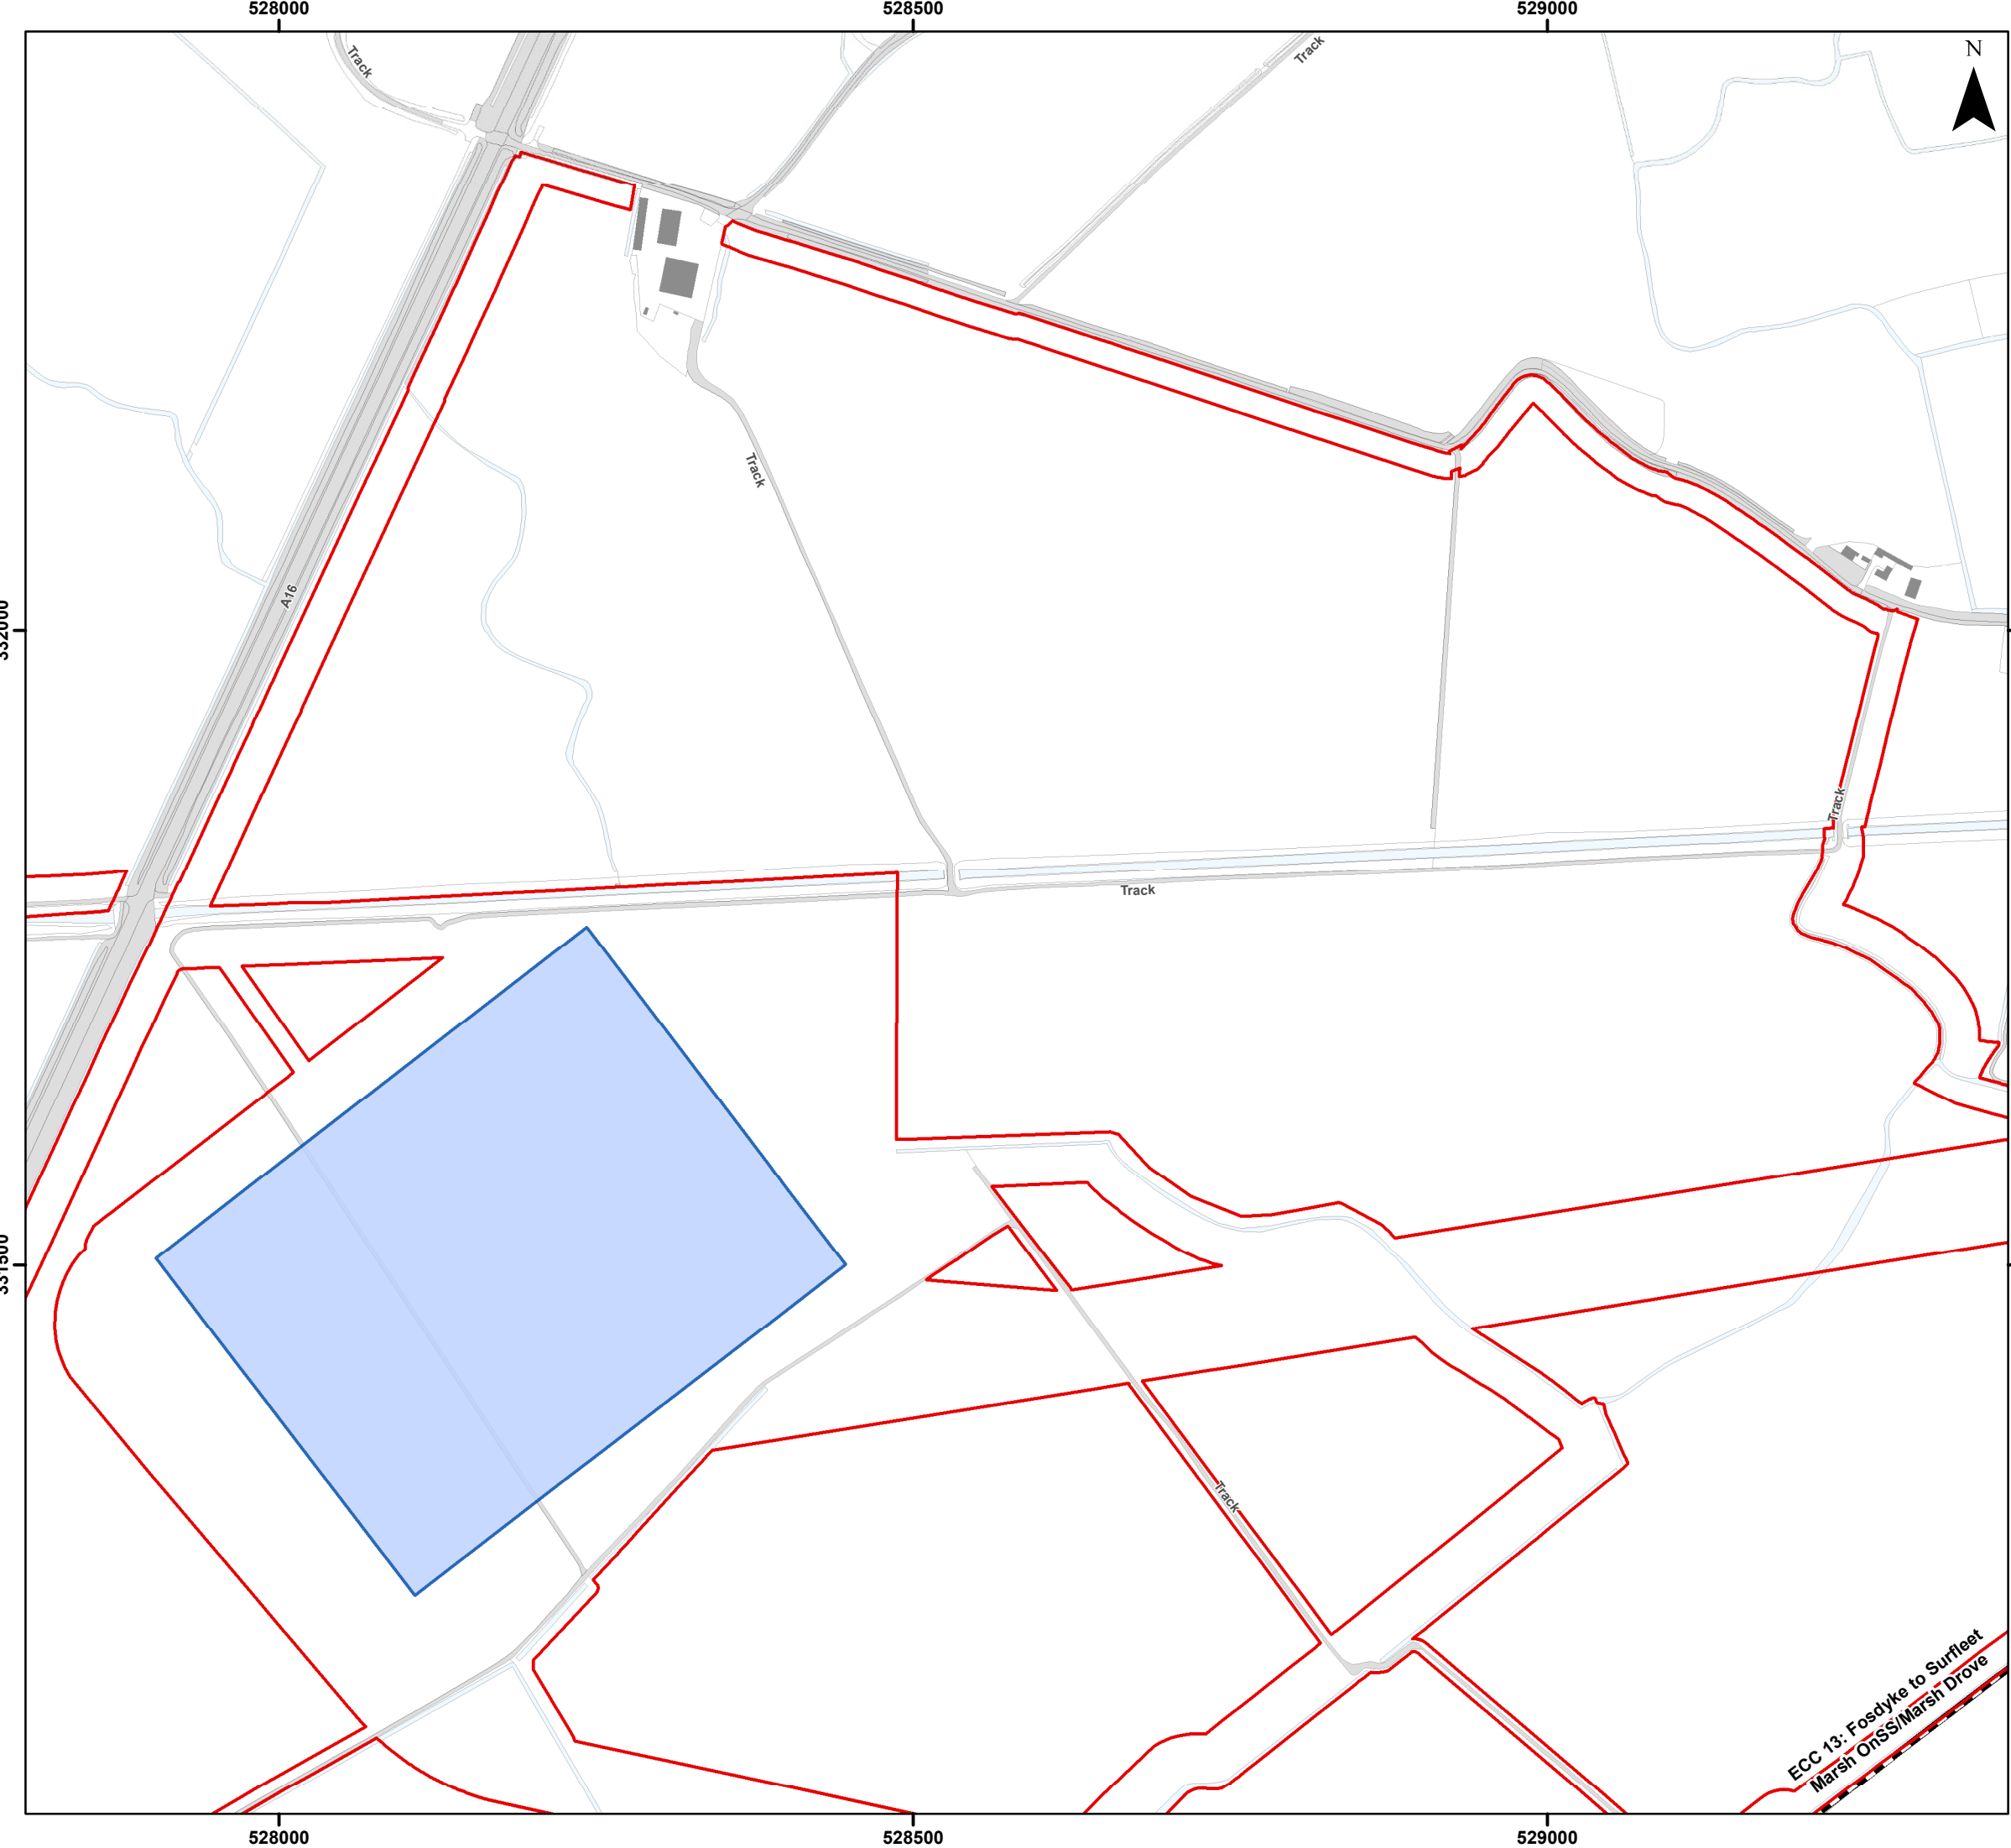 528000
528500
529000
Track
Track
N
Track
A16
332000
Track
Track
331500
Track
ECC 13: Fosdyke to Surfleet
Marsh OnSS/Marsh Drove
528000
528500
529000